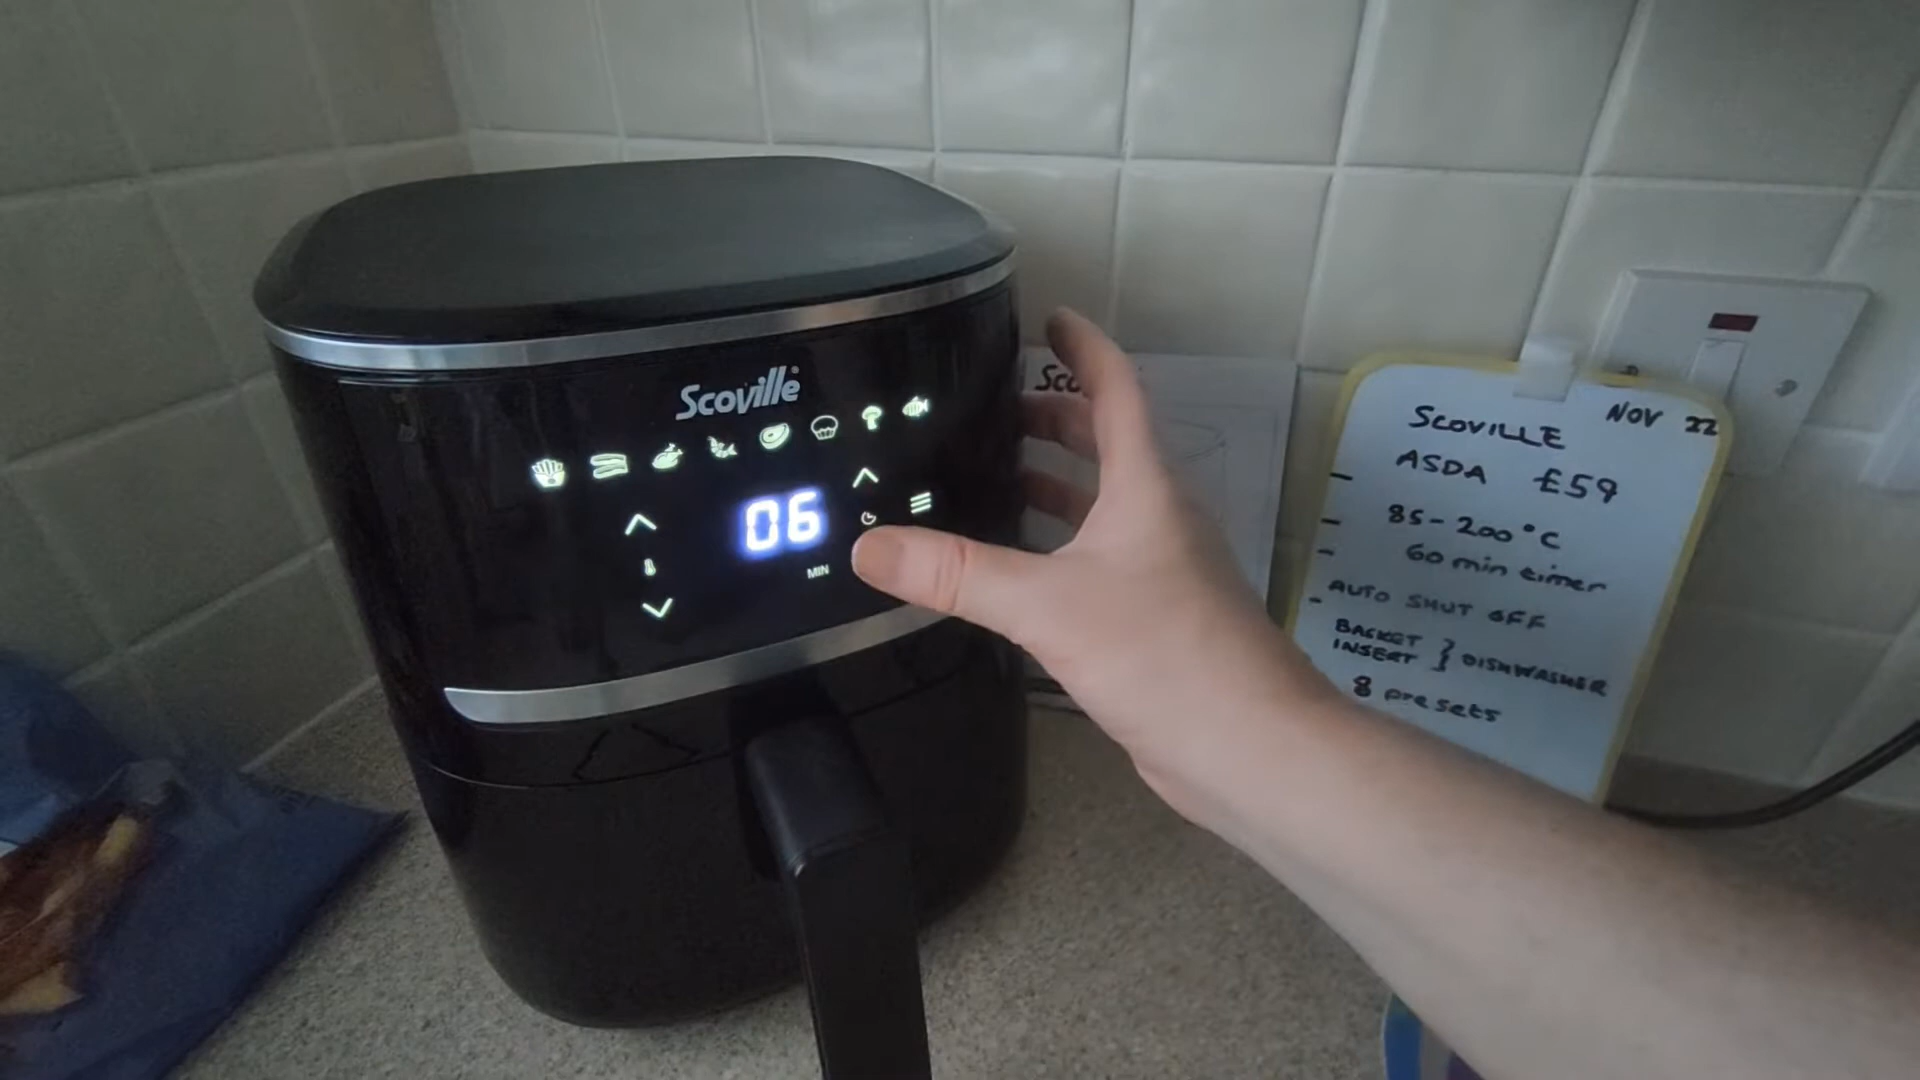 Scoville
06
MIN
Sco
NOV 22
SCOVILLE
ASDA £59
- 85-200°C
- 60 min timer
- AUTO SHUT OFF
- BASKET } DISHWASHER
INSERT
8 presets